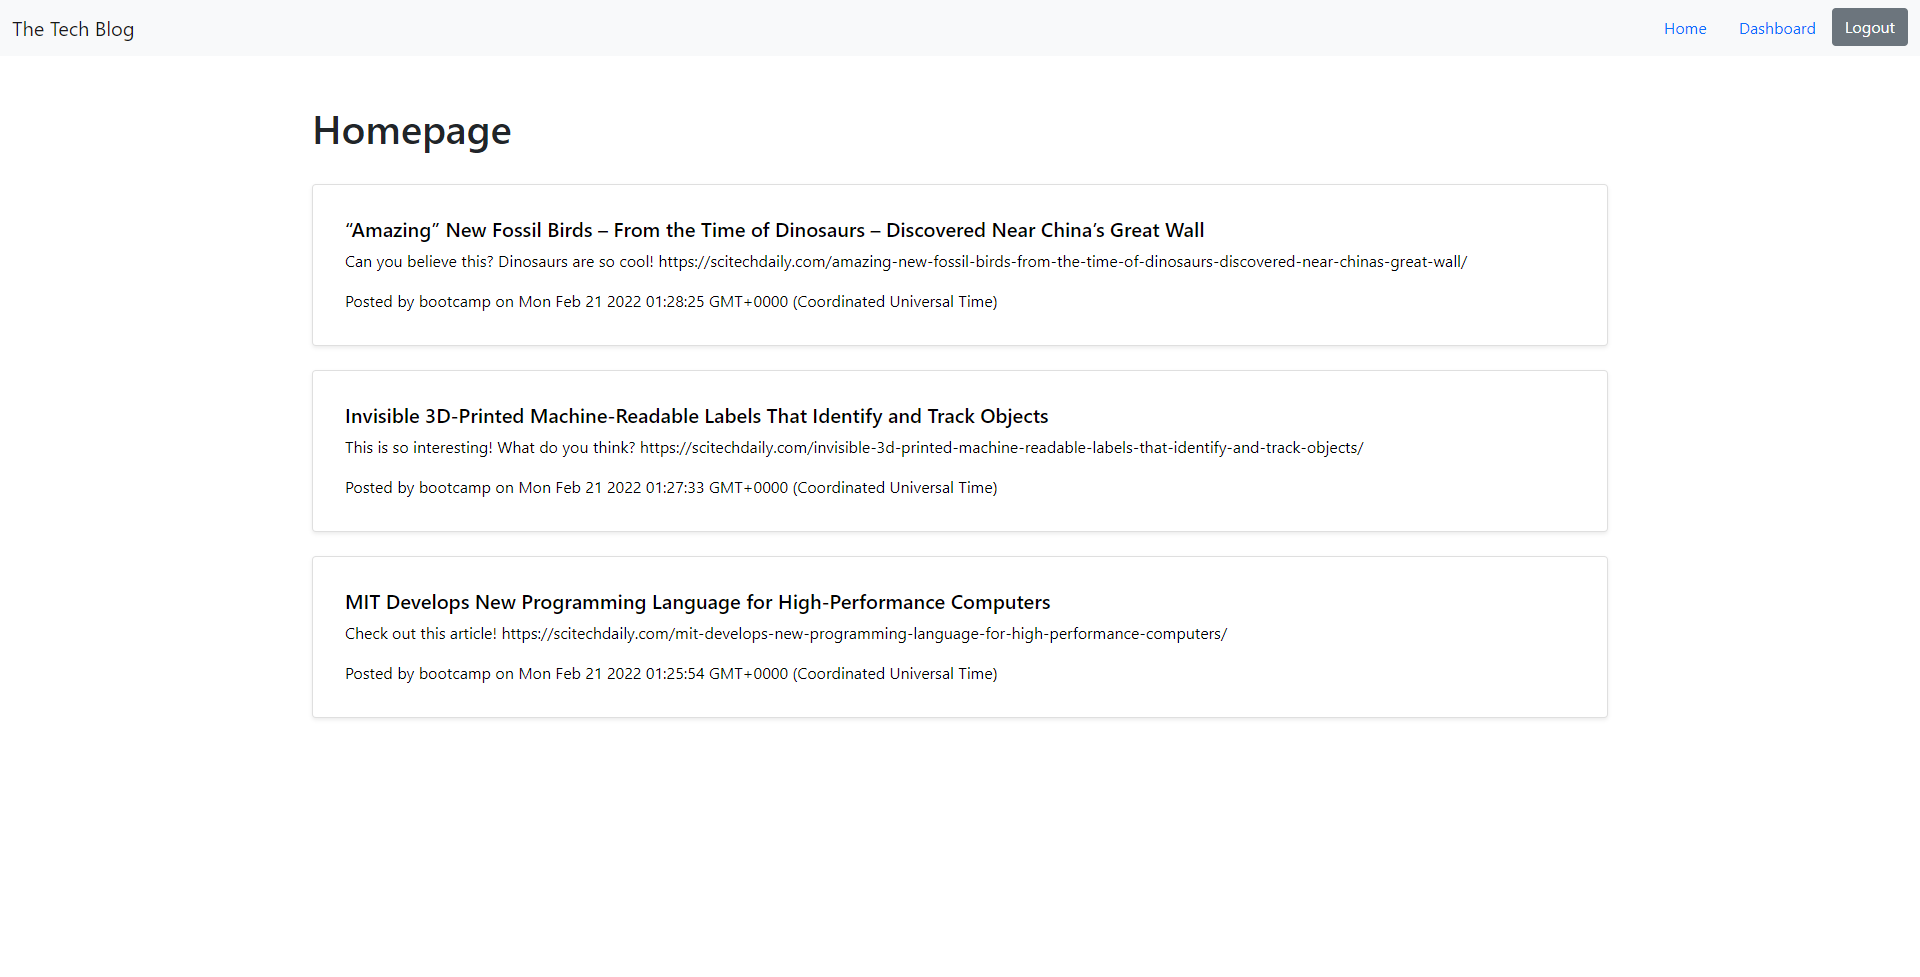 The Tech Blog
Home
Dashboard
Logout
Homepage
“Amazing” New Fossil Birds – From the Time of Dinosaurs – Discovered Near China’s Great Wall
Can you believe this? Dinosaurs are so cool! https://scitechdaily.com/amazing-new-fossil-birds-from-the-time-of-dinosaurs-discovered-near-chinas-great-wall/
Posted by bootcamp on Mon Feb 21 2022 01:28:25 GMT+0000 (Coordinated Universal Time)
Invisible 3D-Printed Machine-Readable Labels That Identify and Track Objects
This is so interesting! What do you think? https://scitechdaily.com/invisible-3d-printed-machine-readable-labels-that-identify-and-track-objects/
Posted by bootcamp on Mon Feb 21 2022 01:27:33 GMT+0000 (Coordinated Universal Time)
MIT Develops New Programming Language for High-Performance Computers
Check out this article! https://scitechdaily.com/mit-develops-new-programming-language-for-high-performance-computers/
Posted by bootcamp on Mon Feb 21 2022 01:25:54 GMT+0000 (Coordinated Universal Time)